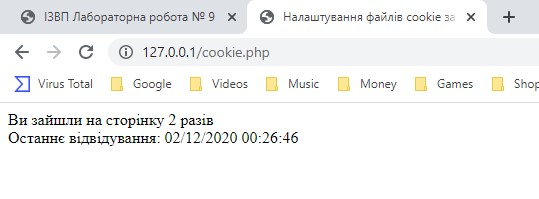 ІЗВП Лабораторна робота № 9
Налаштування файлів cookie за
127.0.0.1/cookie.php
Virus Total Google Videos Music Money Games Shop
Ви зайшли на сторінку 2 разів
Останнє відвідування: 02/12/2020 00:26:46